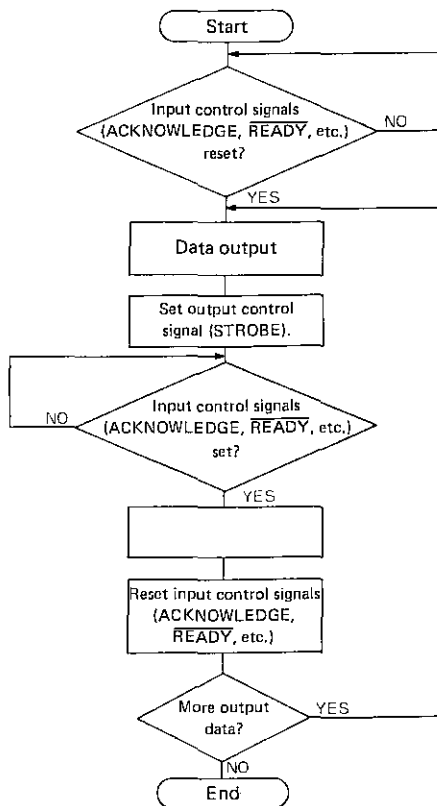 Start
Input control signals
(ACKNOWLEDGE, READY, etc.)
reset?
NO
YES
Data output
Set output control
signal (STROBE).
NO
Input control signals
(ACKNOWLEDGE, READY, etc.)
set?
YES
Reset input control signals
(ACKNOWLEDGE,
READY, etc.)
More output
data?
YES
NO
End